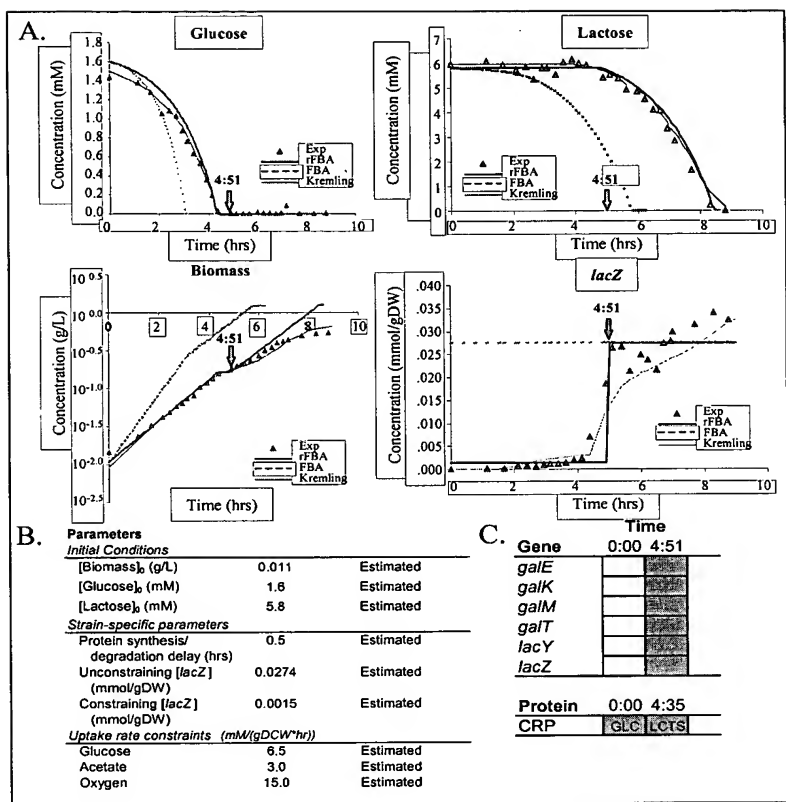 A.
Glucose
Concentration (mM)
1.8
1.6
1.4
1.2
1.0
0.8
0.6
0.4
0.2
0.0
4:51
Exp
rFBA
FBA
Kremling
0 2 4 6 8 10
Time (hrs)
Lactose
Concentration (mM)
7
6
5
4
3
2
1
0
Exp
rFBA
FBA
Kremling
4:51
0 2 4 6 8 10
Time (hrs)
Biomass
Concentration (g/L)
10^0.5
10^0.0
10^-0.5
10^-1.0
10^-1.5
10^-2.0
10^-2.5
0 2 4 6 8 10
4:51
Exp
rFBA
FBA
Kremling
Time (hrs)
lacZ
Concentration (mmol/gDW)
.040
.035
.030
.025
.020
.015
.010
.005
.000
4:51
Exp
rFBA
FBA
Kremling
0 2 4 6 8 10
Time (hrs)
B.
Parameters
Initial Conditions
[Biomass]₀ (g/L) 0.011 Estimated
[Glucose]₀ (mM) 1.6 Estimated
[Lactose]₀ (mM) 5.8 Estimated
Strain-specific parameters
Protein synthesis/ 0.5 Estimated
degradation delay (hrs)
Unconstraining [lacZ] 0.0274 Estimated
(mmol/gDW)
Constraining [lacZ] 0.0015 Estimated
(mmol/gDW)
Uptake rate constraints (mM/(gDCW*hr))
Glucose 6.5 Estimated
Acetate 3.0 Estimated
Oxygen 15.0 Estimated
C.
Time
Gene 0:00 4:51
galE
galK
galM
galT
lacY
lacZ
Protein 0:00 4:35
CRP GLC LCTS